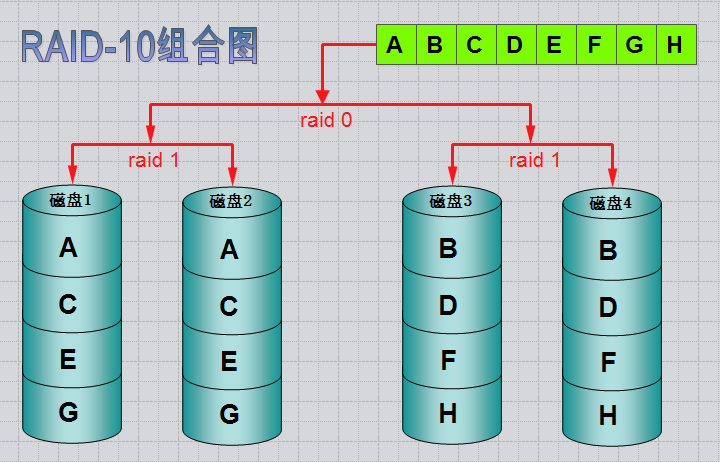 RAID-10组合图
A B C D E F G H
raid 0
raid 1 raid 1
磁盘1 磁盘2 磁盘3 磁盘4
A A B B
C C D D
E E F F
G G H H